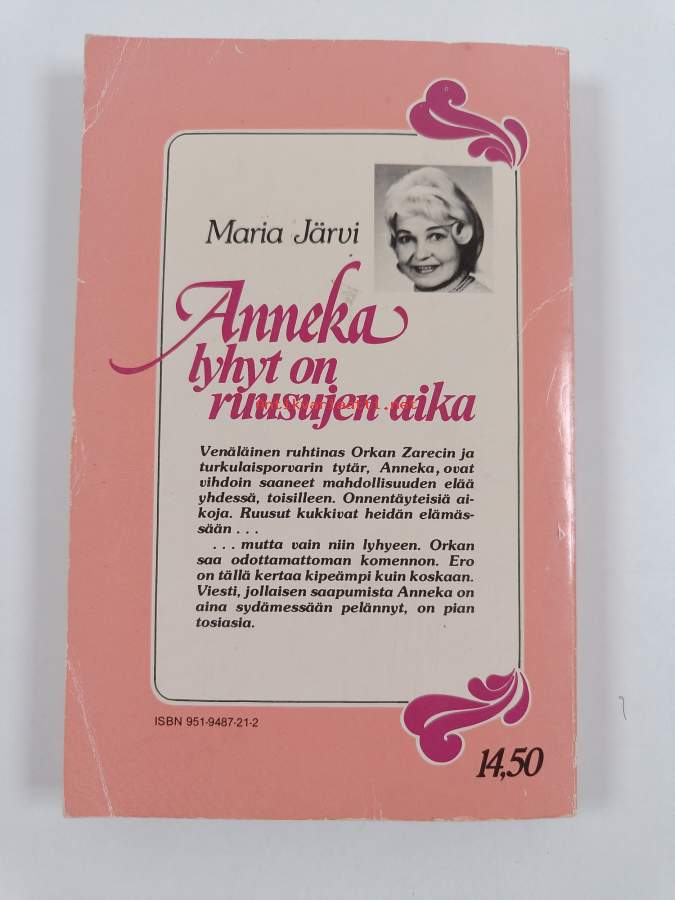 Maria Järvi
Anneka
lyhyt on
ruusujen aika
Venäläinen ruhtinas Orkan Zarecin ja
turkulaisporvarin tytär, Anneka, ovat
vihdoin saaneet mahdollisuuden elää
yhdessä, toisilleen. Onnentäyteisiä ai-
koja. Ruusut kukkivat heidän elämäs-
sään . . .
. . . mutta vain niin lyhyeen. Orkan
saa odottamattoman komennon. Ero
on tällä kertaa kipeämpi kuin koskaan.
Viesti, jollaisen saapumista Anneka on
aina sydämessään pelännyt, on pian
tosiasia.
ISBN 951-9487-21-2
14,50